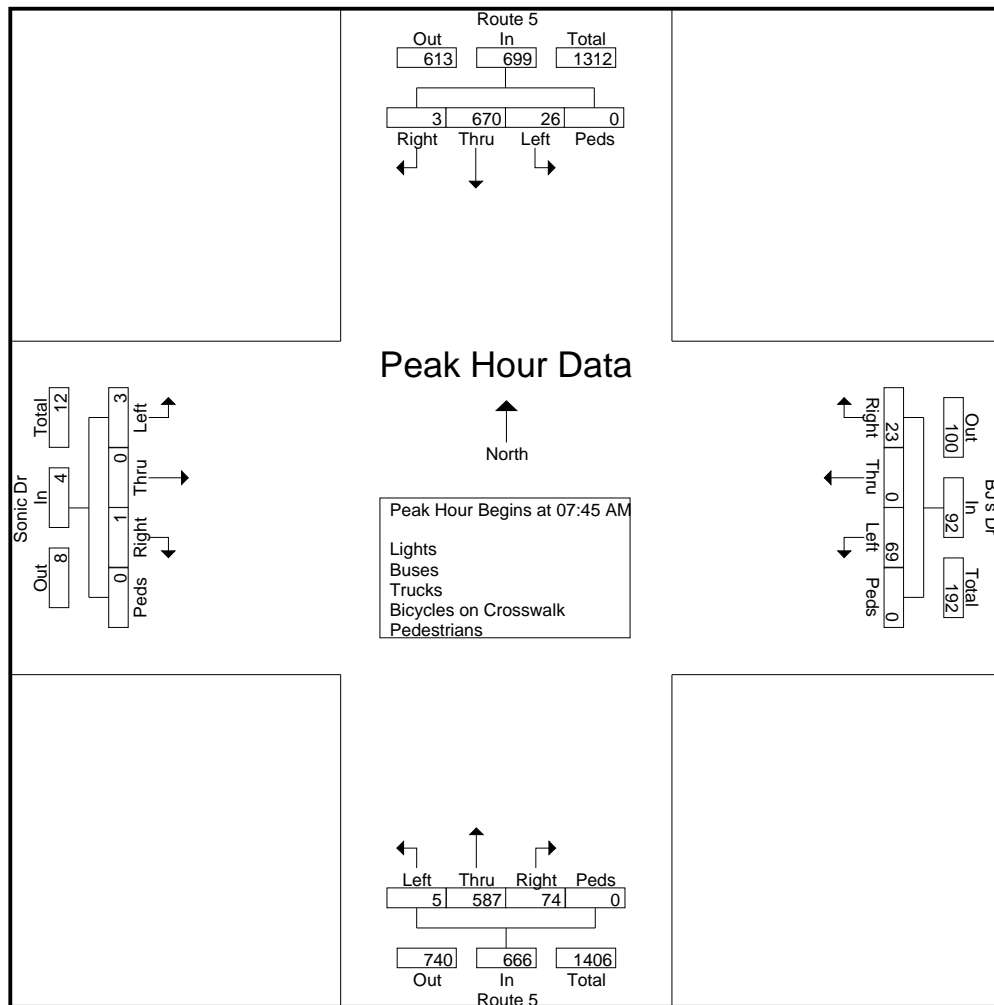 Route 5
Out In Total
613 699 1312
3 670 26 0
Right Thru Left Peds
Peak Hour Data
North
Peak Hour Begins at 07:45 AM
Lights
Buses
Trucks
Bicycles on Crosswalk
Pedestrians
Sonic Dr
Out In Total
8 4 12
Left Thru Right Peds
3 0 1 0
BJ's Dr
Out In Total
100 92 192
Right Thru Left Peds
23 0 69 0
Left Thru Right Peds
5 587 74 0
740 666 1406
Out In Total
Route 5